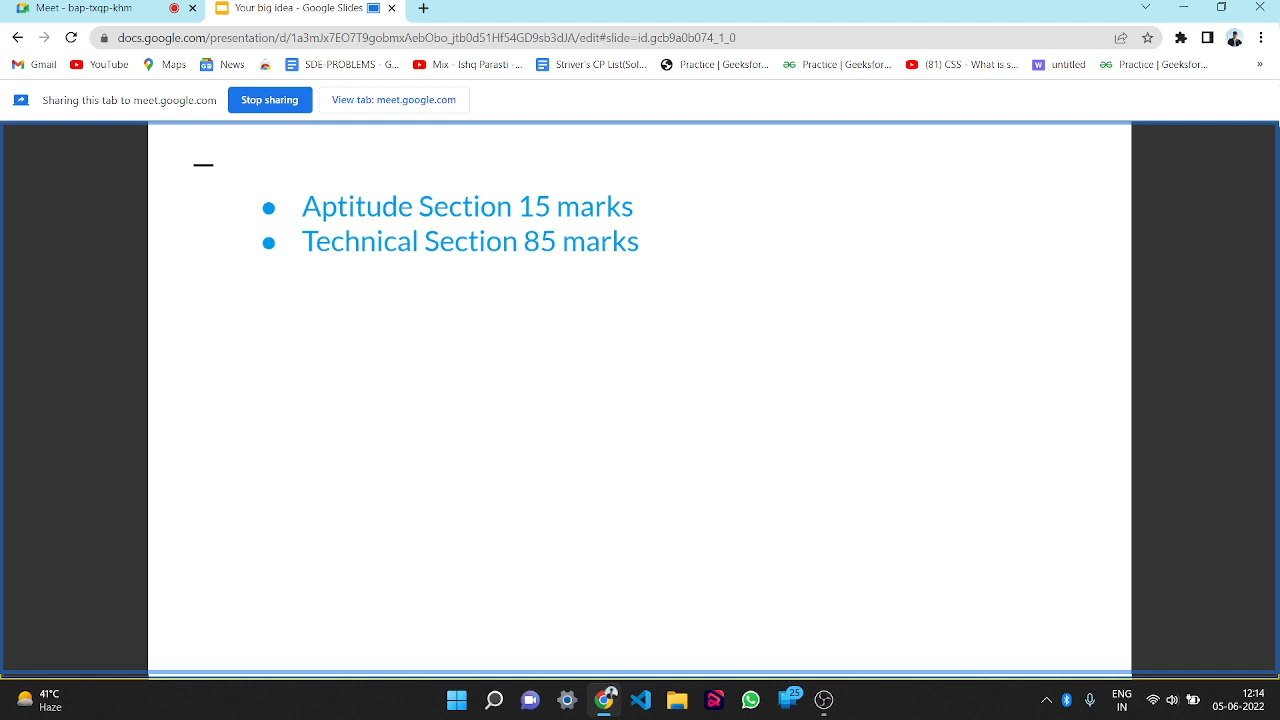 Meet - bap-txqp-khm
Your big idea - Google Slides
docs.google.com/presentation/d/1a3mJx7EO7T9gobmxAebObo_jtb0d51Hf54GD9sb3dJA/edit#slide=id.gcb9a0b074_1_0
Gmail YouTube Maps News SDE-PROBLEMS - G... Mix - Ishq Parasti -... Striver's CP List(Sol... Practice | Geeksfor... Practice | Geeksfor... (81) CSS - What is s... untitled Practice | Geeksfor... »
Sharing this tab to meet.google.com Stop sharing View tab: meet.google.com
● Aptitude Section 15 marks
● Technical Section 85 marks
41°C
Haze
25
ENG
IN
12:14
05-06-2022